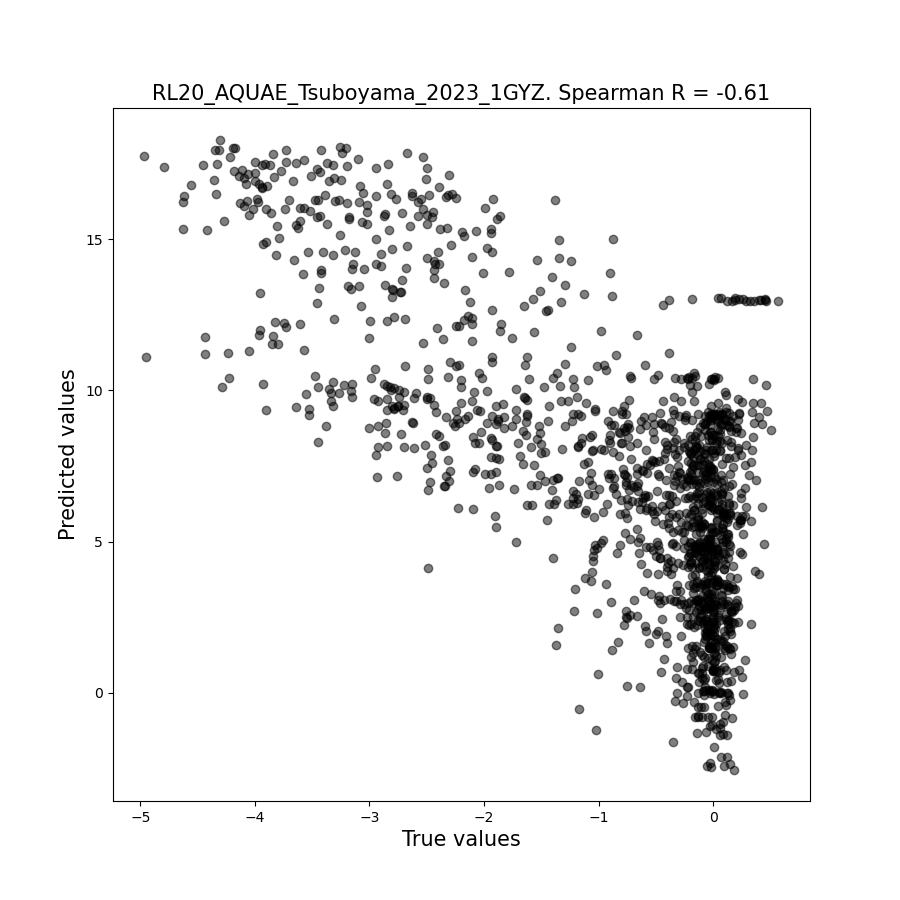 RL20_AQUAE_Tsuboyama_2023_1GYZ. Spearman R = -0.61
15
10
5
0
Predicted values
−5 −4 −3 −2 −1 0
True values